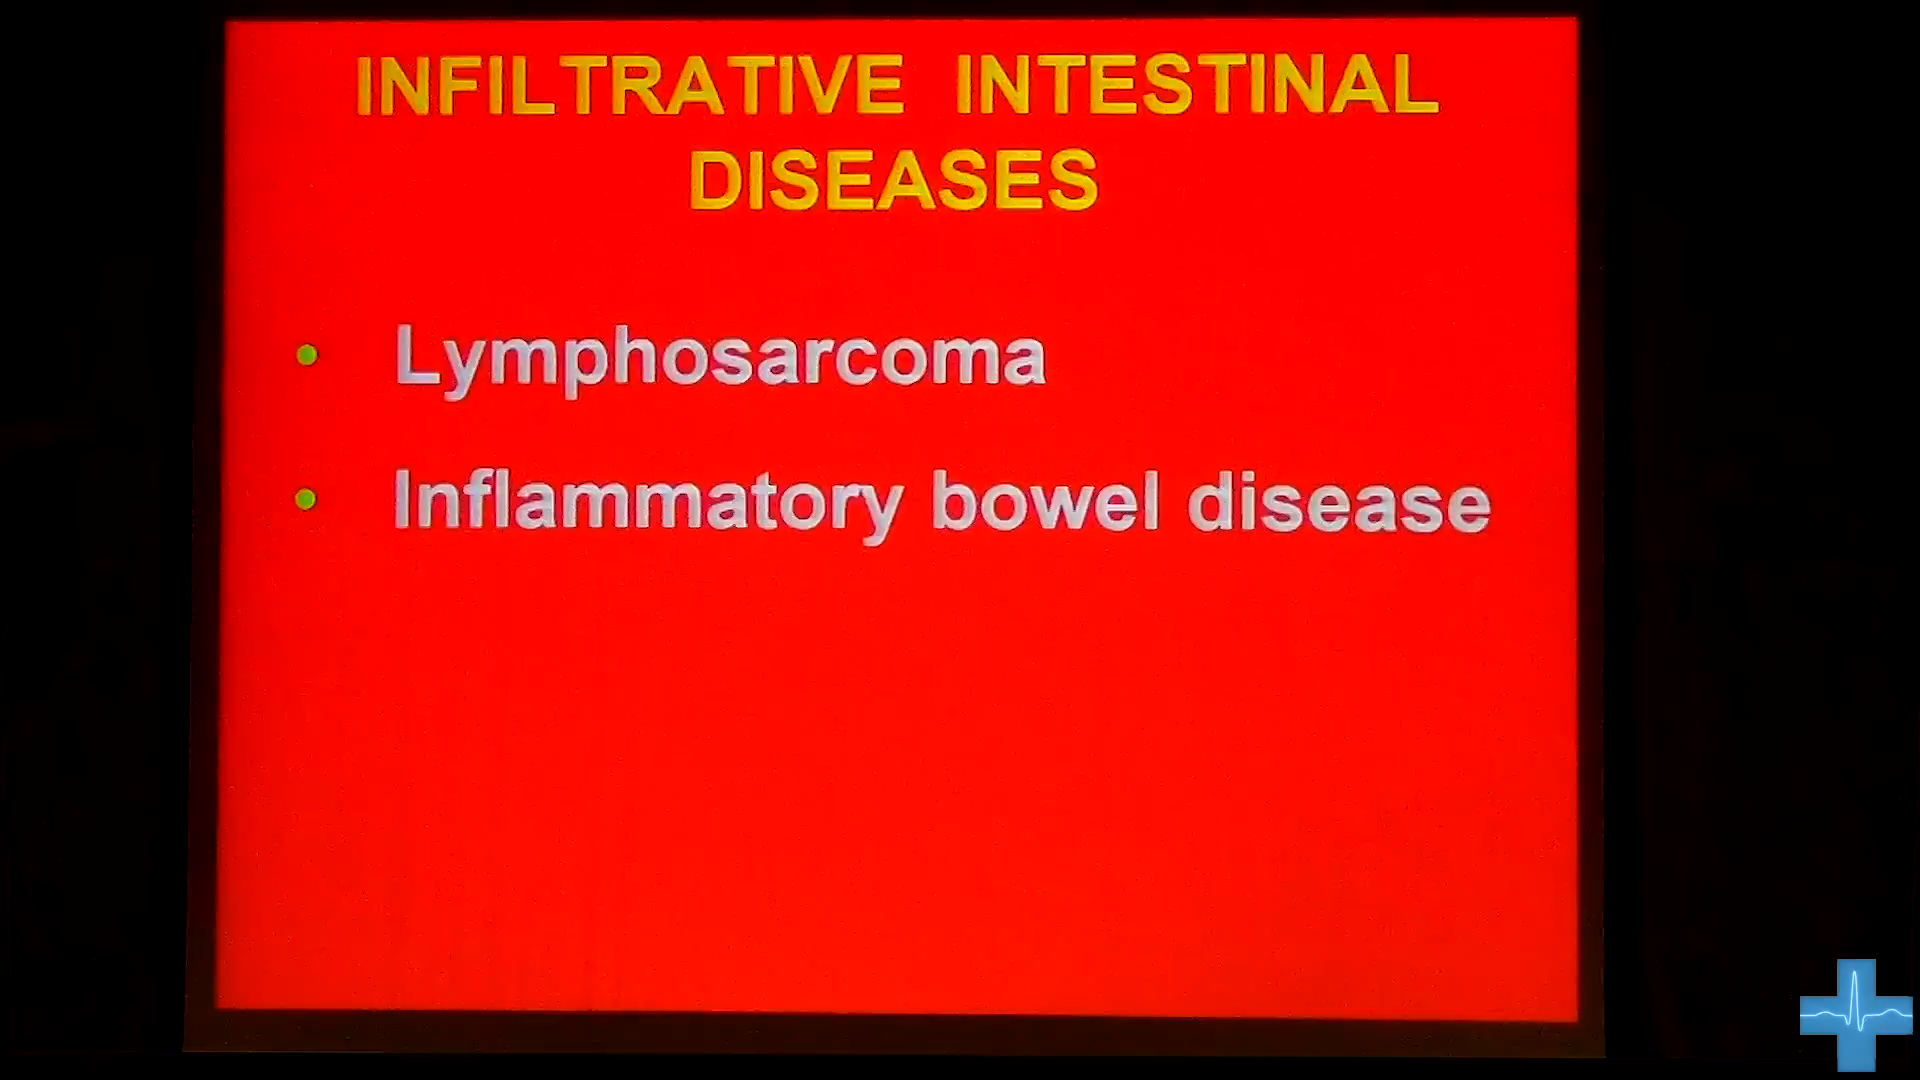 INFILTRATIVE INTESTINAL
DISEASES
• Lymphosarcoma
• Inflammatory bowel disease